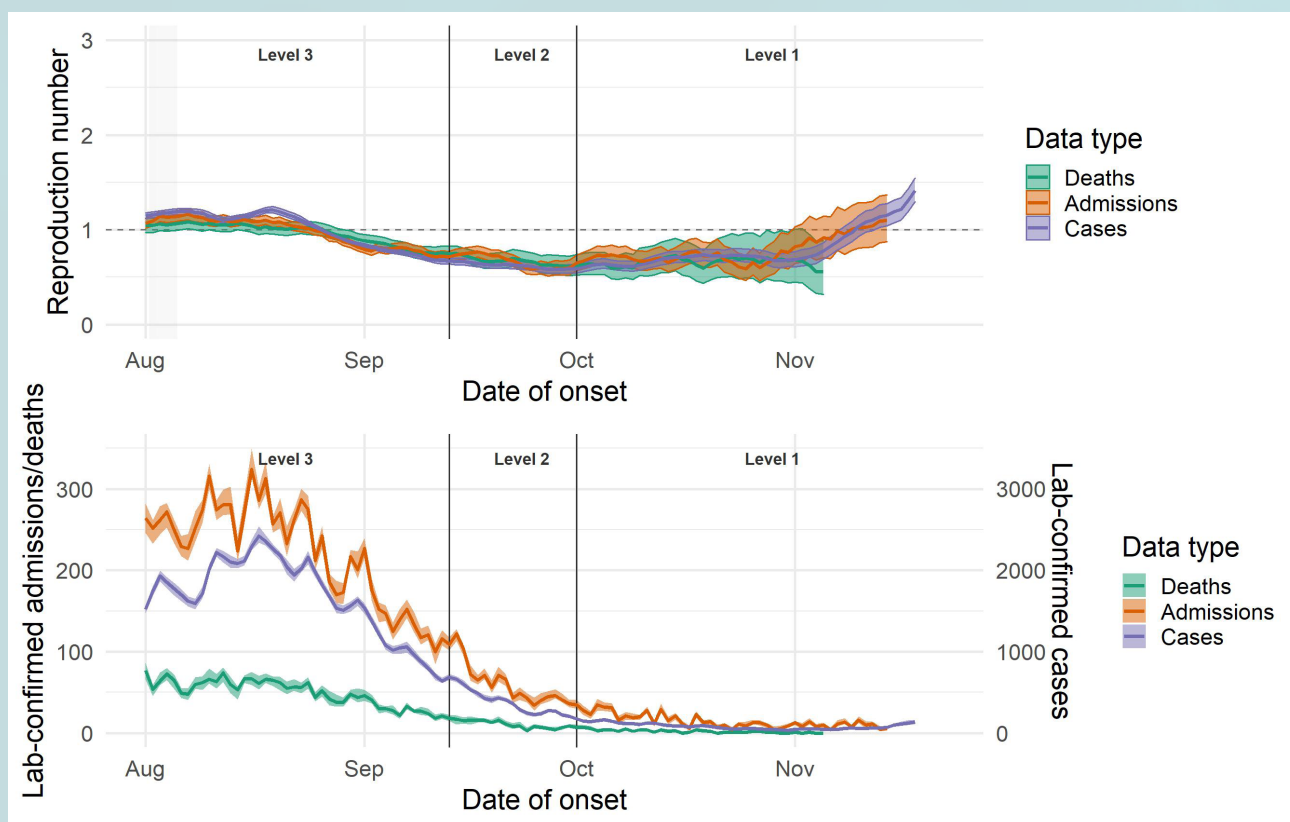 Reproduction number
3
2
1
0
Level 3
Level 2
Level 1
Aug
Sep
Oct
Nov
Date of onset
Data type
Deaths
Admissions
Cases
Lab-confirmed admissions/deaths
300
200
100
0
Level 3
Level 2
Level 1
3000
2000
1000
0
Lab-confirmed cases
Aug
Sep
Oct
Nov
Date of onset
Data type
Deaths
Admissions
Cases